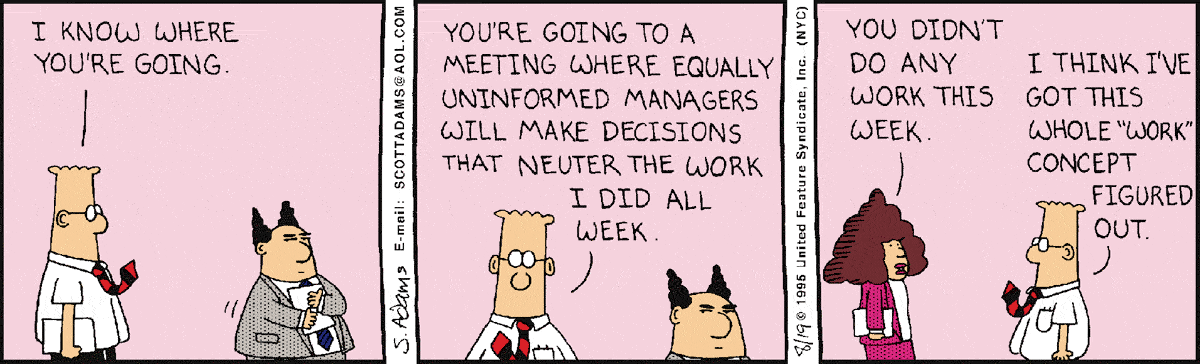 I KNOW WHERE
YOU'RE GOING.
S. Adams E-mail: SCOTTADAMS@AOL.COM
YOU'RE GOING TO A
MEETING WHERE EQUALLY
UNINFORMED MANAGERS
WILL MAKE DECISIONS
THAT NEUTER THE WORK
I DID ALL
WEEK.
8/19 © 1995 United Feature Syndicate, Inc. (NYC)
YOU DIDN'T
DO ANY
WORK THIS
WEEK.
I THINK I'VE
GOT THIS
WHOLE "WORK"
CONCEPT
FIGURED
OUT.